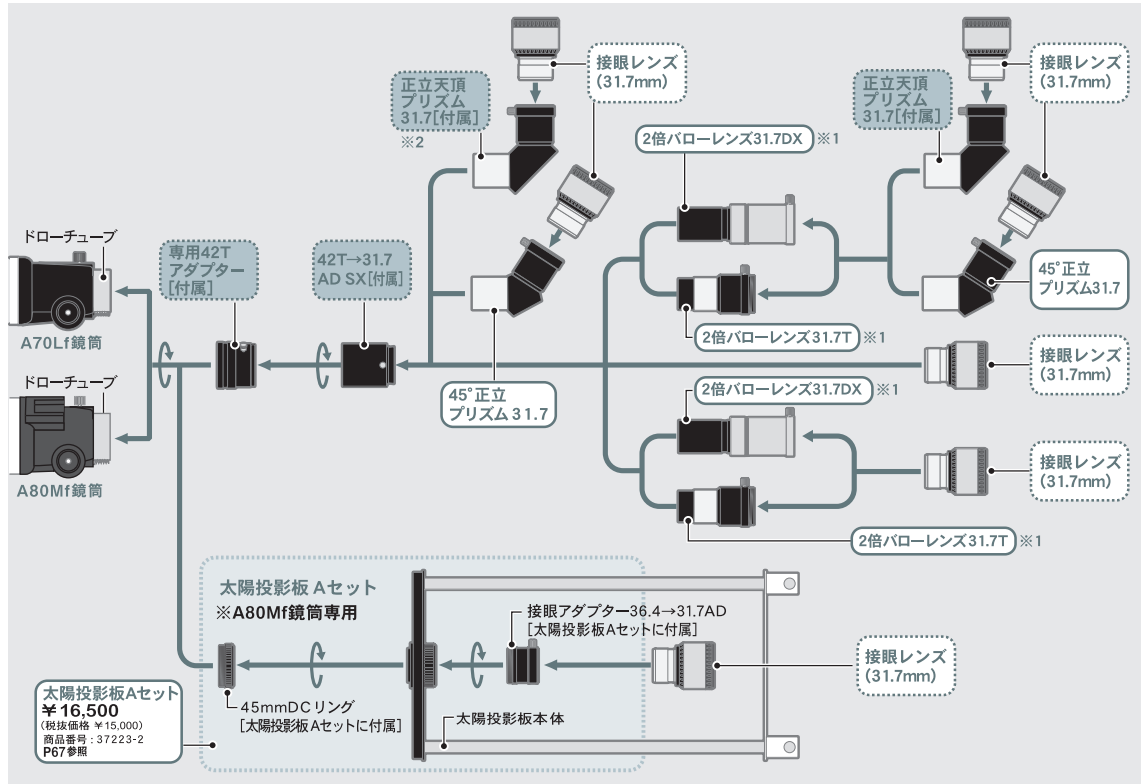 接眼レンズ
(31.7mm)
正立天頂
プリズム
31.7[付属]
※2
2倍バローレンズ31.7DX ※1
正立天頂
プリズム
31.7[付属]
接眼レンズ
(31.7mm)
ドローチューブ
A70Lf鏡筒
専用42T
アダプター
[付属]
42T→31.7
AD SX[付属]
45°正立
プリズム31.7
2倍バローレンズ31.7T ※1
接眼レンズ
(31.7mm)
ドローチューブ
A80Mf鏡筒
45°正立
プリズム31.7
2倍バローレンズ31.7DX ※1
接眼レンズ
(31.7mm)
2倍バローレンズ31.7T ※1
太陽投影板Aセット
※A80Mf鏡筒専用
接眼アダプター36.4→31.7AD
[太陽投影板Aセットに付属]
接眼レンズ
(31.7mm)
45mmDCリング
[太陽投影板Aセットに付属]
太陽投影板本体
太陽投影板Aセット
￥16,500
(税抜価格 ￥15,000)
商品番号:37223-2
P67参照